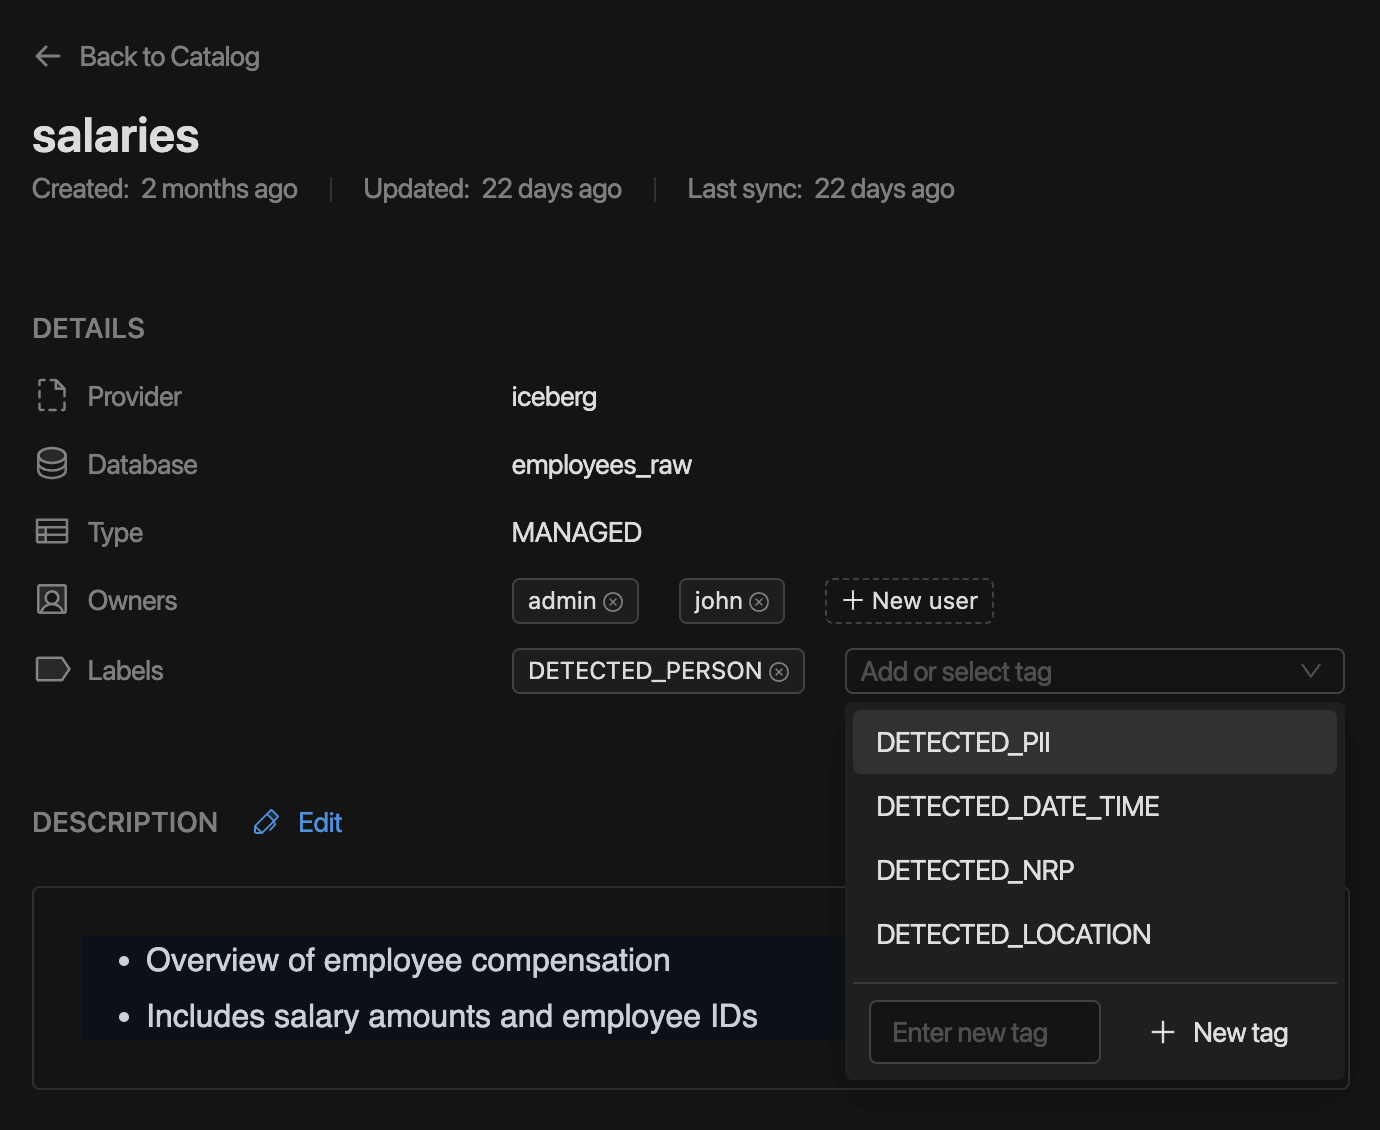 Back to Catalog
salaries
Created: 2 months ago Updated: 22 days ago Last sync: 22 days ago
DETAILS
Provider iceberg
Database employees_raw
Type MANAGED
Owners admin john + New user
Labels DETECTED_PERSON Add or select tag
DETECTED_PII
DETECTED_DATE_TIME
DETECTED_NRP
DETECTED_LOCATION
Enter new tag + New tag
DESCRIPTION Edit
• Overview of employee compensation
• Includes salary amounts and employee IDs